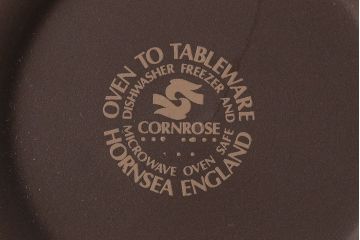 OVEN TO TABLEWARE
DISHWASHER FREEZER AND
CORNROSE
MICROWAVE OVEN SAFE
HORNSEA ENGLAND